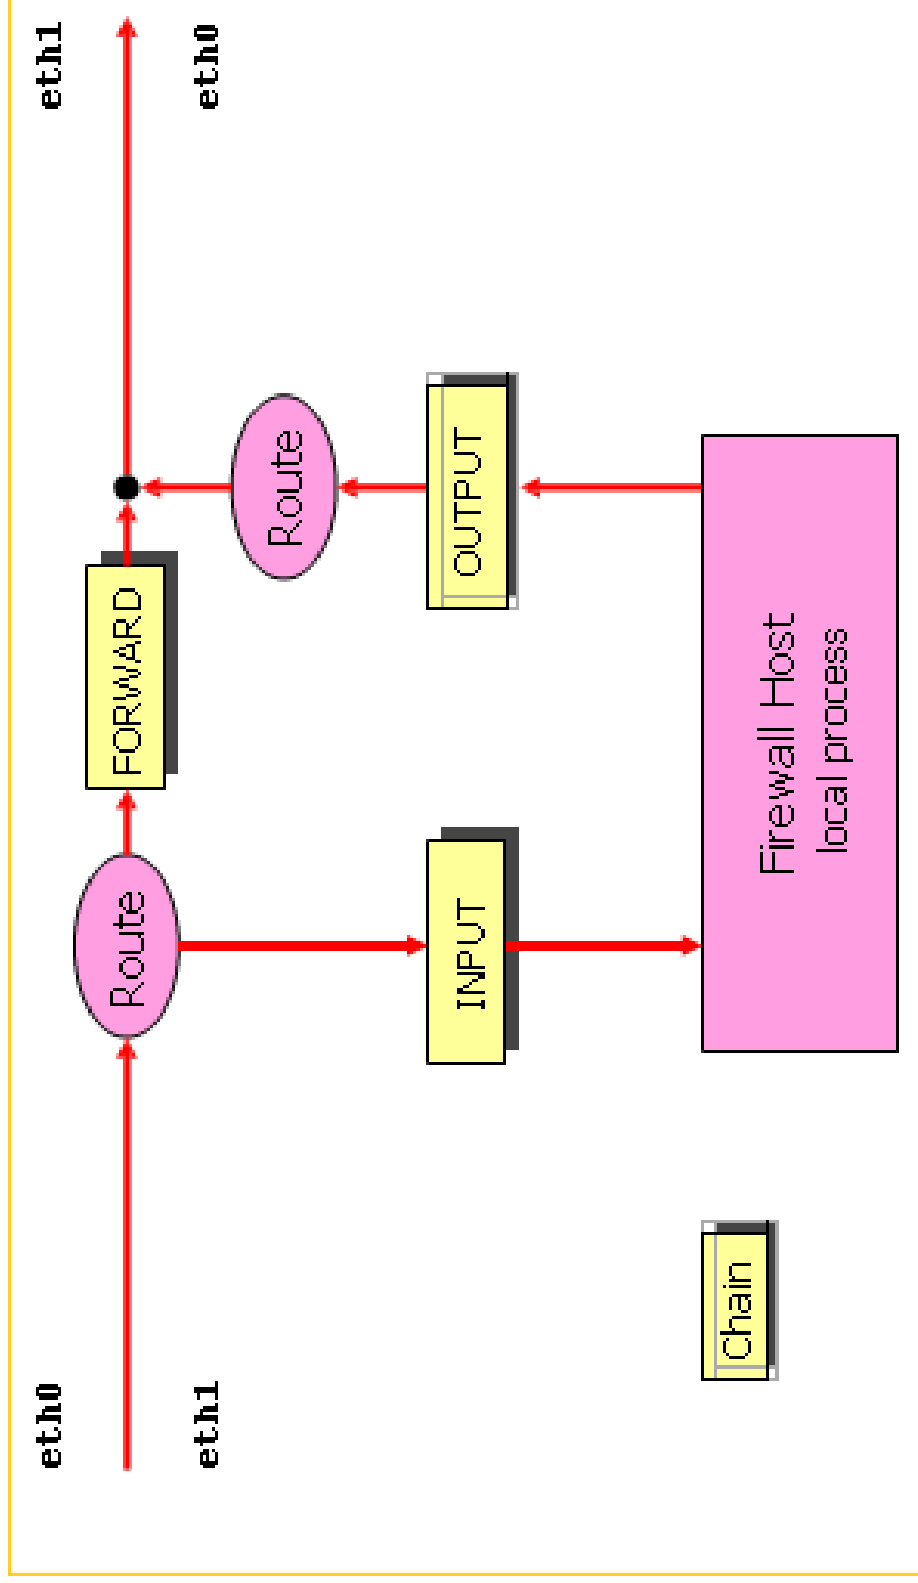 eth0
eth1
eth1
eth0
Route
FORWARD
Route
INPUT
OUTPUT
Firewall Host
local process
Chain